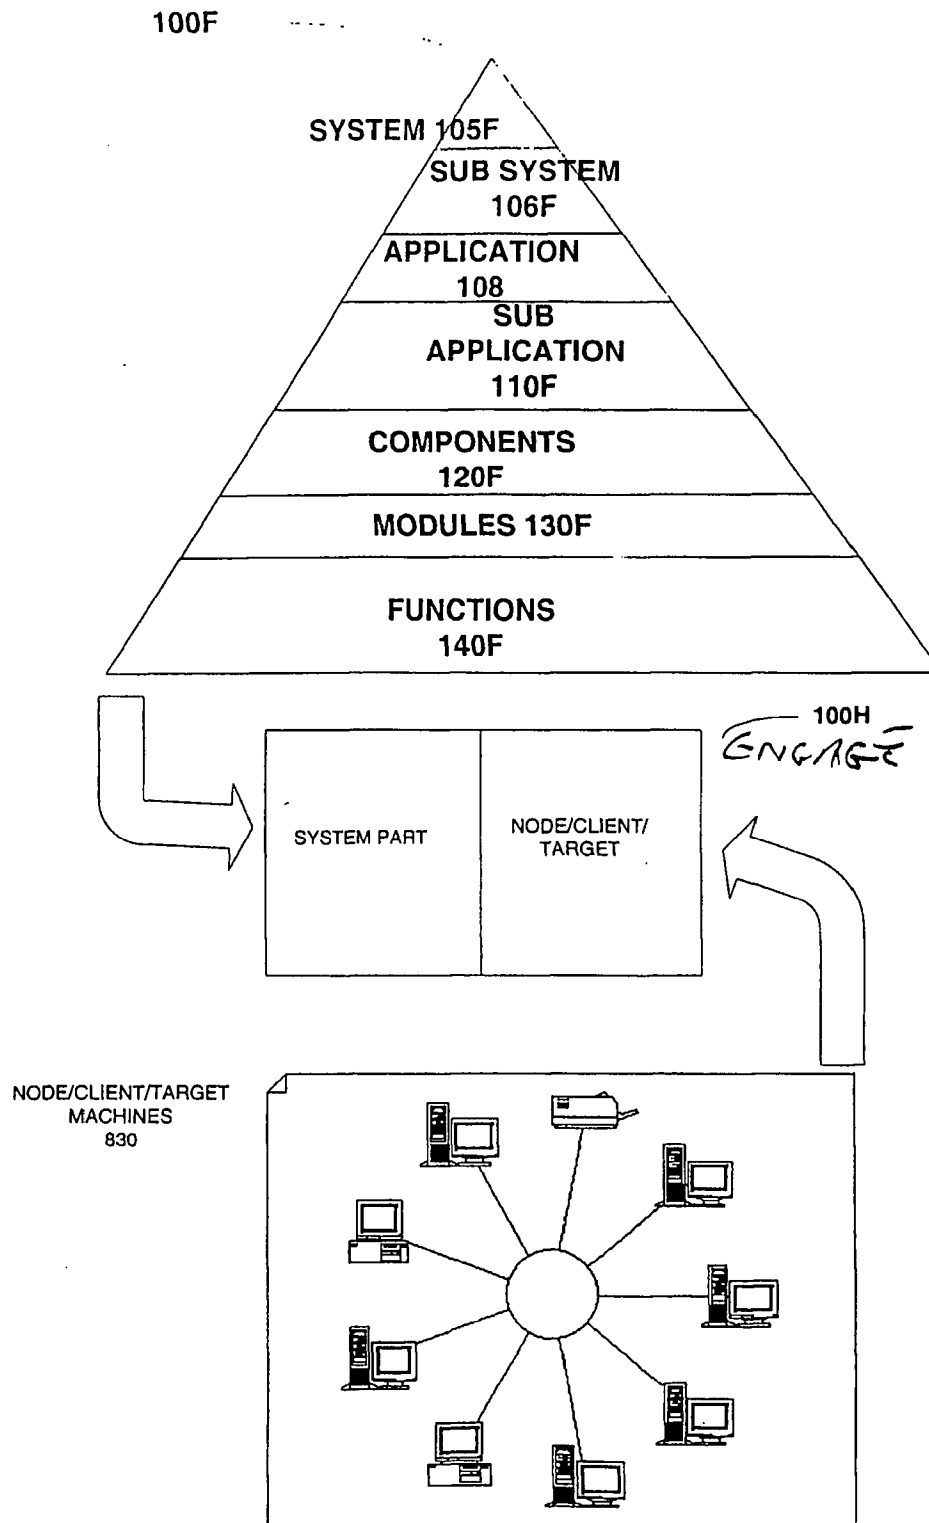 100F
SYSTEM 105F
SUB SYSTEM
106F
APPLICATION
108
SUB
APPLICATION
110F
COMPONENTS
120F
MODULES 130F
FUNCTIONS
140F
100H
ENGAGE
SYSTEM PART
NODE/CLIENT/
TARGET
NODE/CLIENT/TARGET
MACHINES
830